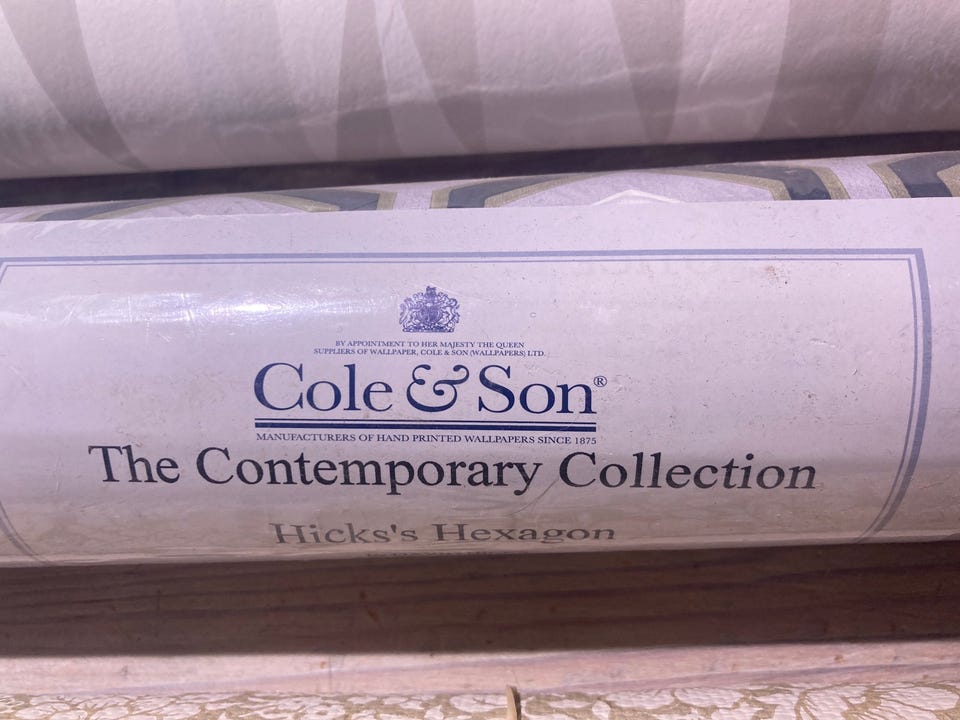 BY APPOINTMENT TO HER MAJESTY THE QUEEN
SUPPLIERS OF WALLPAPER, COLE & SON (WALLPAPERS) LTD.
Cole & Son®
MANUFACTURERS OF HAND PRINTED WALLPAPERS SINCE 1875
The Contemporary Collection
Hicks's Hexagon